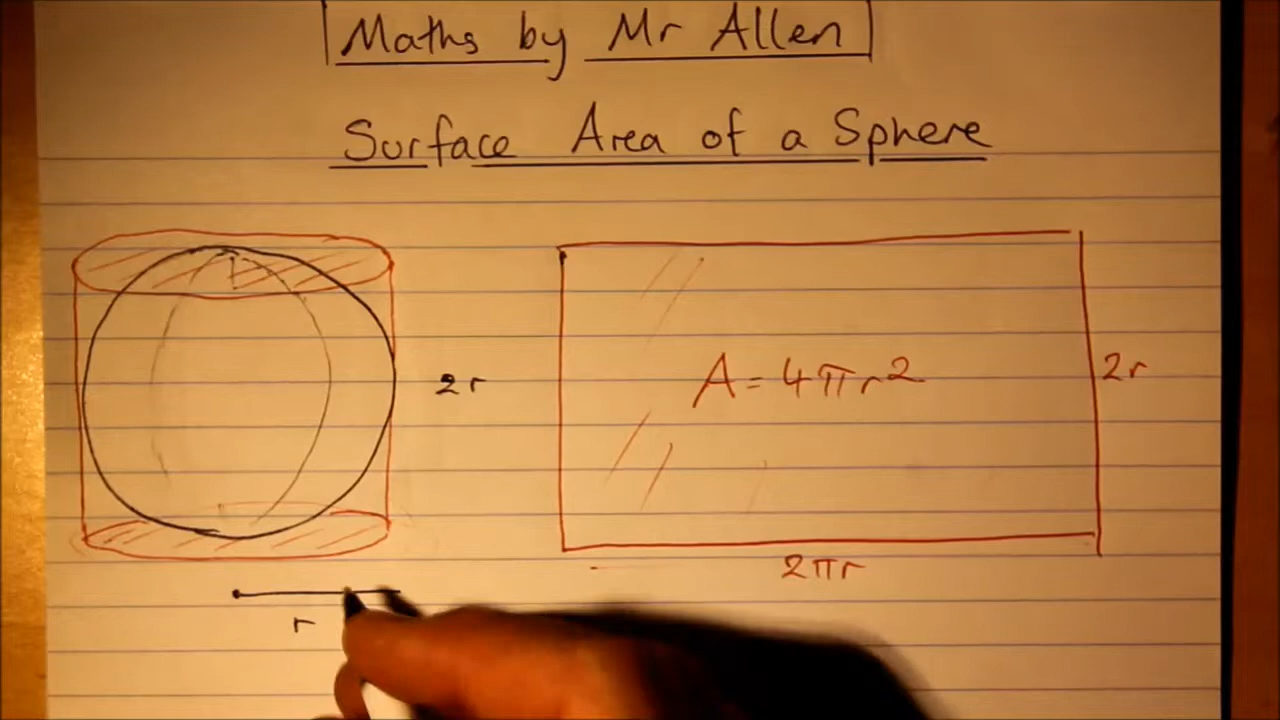 Maths by Mr Allen
Surface Area of a Sphere
2r
A = 4πr²
2r
2πr
r